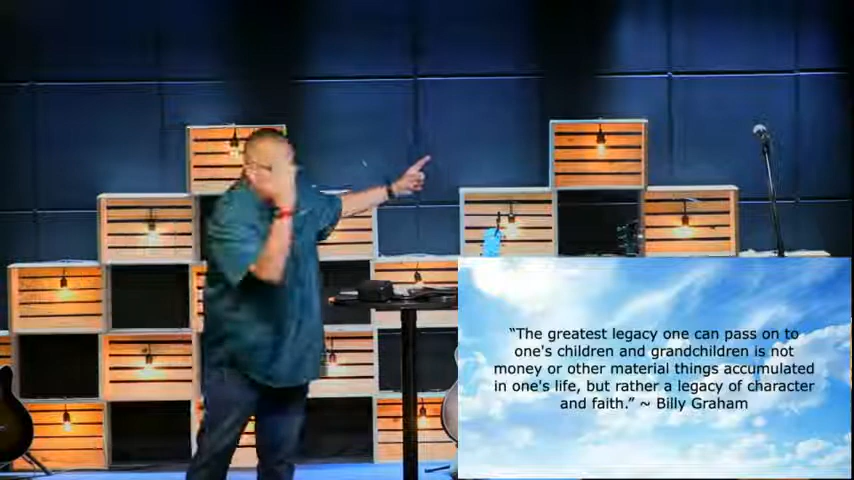 “The greatest legacy one can pass on to
one's children and grandchildren is not
money or other material things accumulated
in one's life, but rather a legacy of character
and faith.” ~ Billy Graham